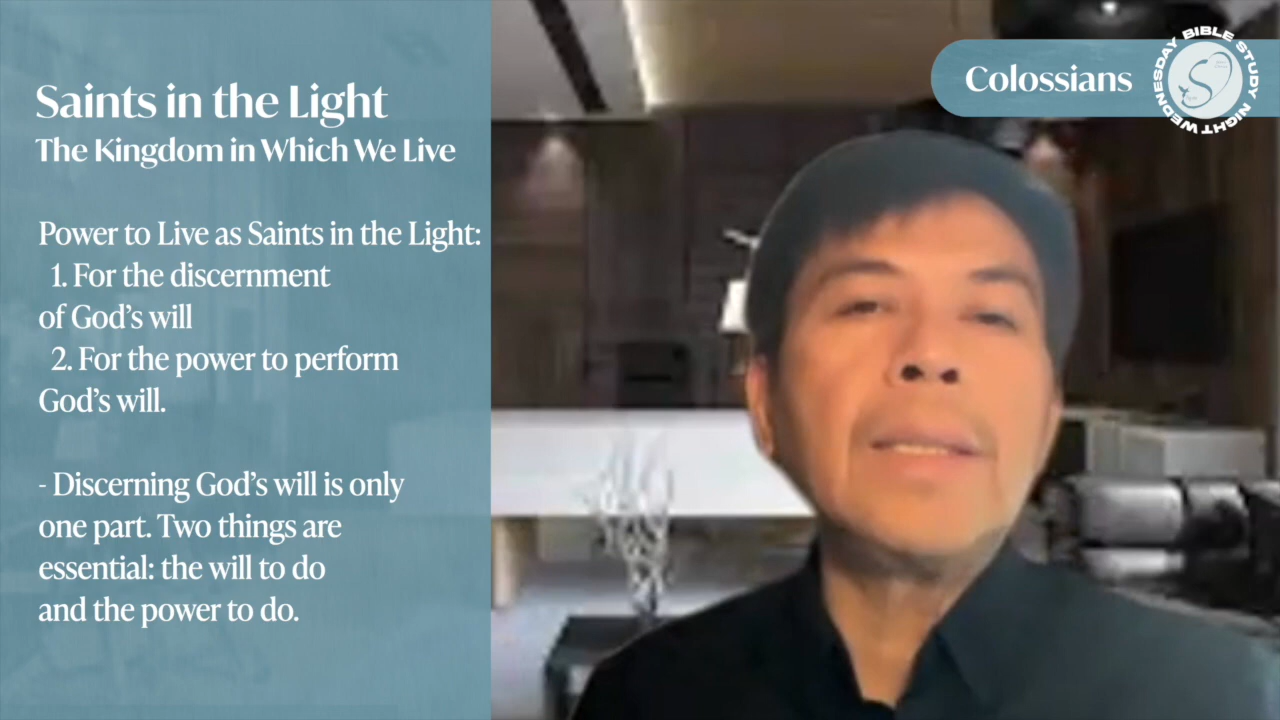 Saints in the Light
The Kingdom in Which We Live
Power to Live as Saints in the Light:
1. For the discernment
of God’s will
2. For the power to perform
God’s will.
- Discerning God’s will is only
one part. Two things are
essential: the will to do
and the power to do.
Colossians
WEDNESDAY BIBLE STUDY NIGHT